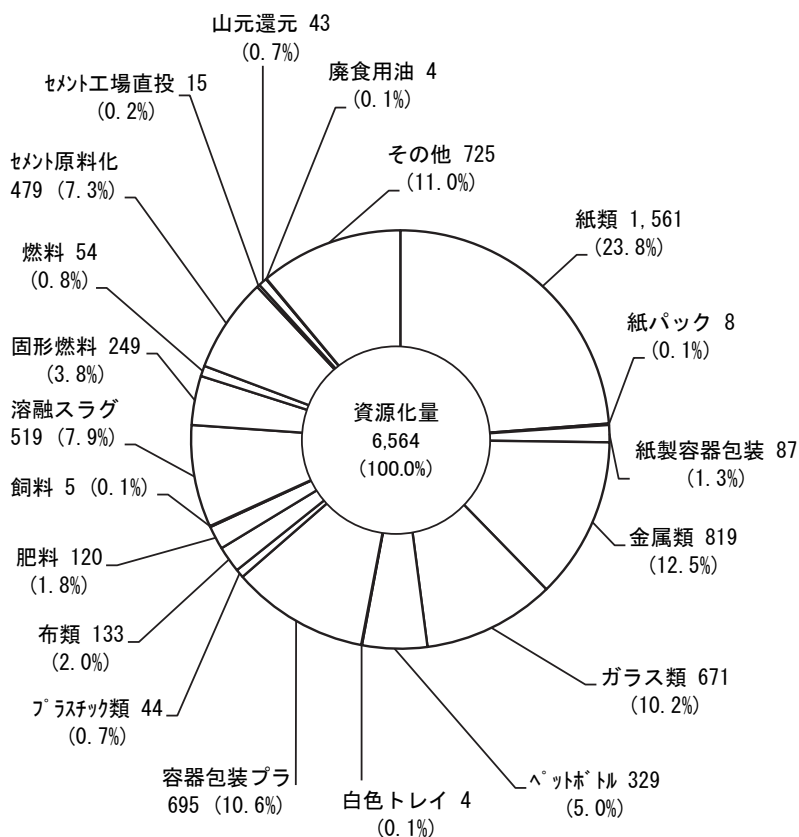 山元還元 43
(0.7%)
廃食用油 4
(0.1%)
ｾﾒﾝﾄ工場直投 15
(0.2%)
その他 725
(11.0%)
ｾﾒﾝﾄ原料化
479 (7.3%)
紙類 1,561
(23.8%)
燃料 54
(0.8%)
紙パック 8
(0.1%)
固形燃料 249
(3.8%)
資源化量
6,564
(100.0%)
溶融スラグ
519 (7.9%)
紙製容器包装 87
(1.3%)
飼料 5 (0.1%)
金属類 819
(12.5%)
肥料 120
(1.8%)
布類 133
(2.0%)
ガラス類 671
(10.2%)
ﾌﾟﾗｽﾁｯｸ類 44
(0.7%)
容器包装プラ
695 (10.6%)
白色トレイ 4
(0.1%)
ﾍﾟｯﾄﾎﾞﾄﾙ 329
(5.0%)